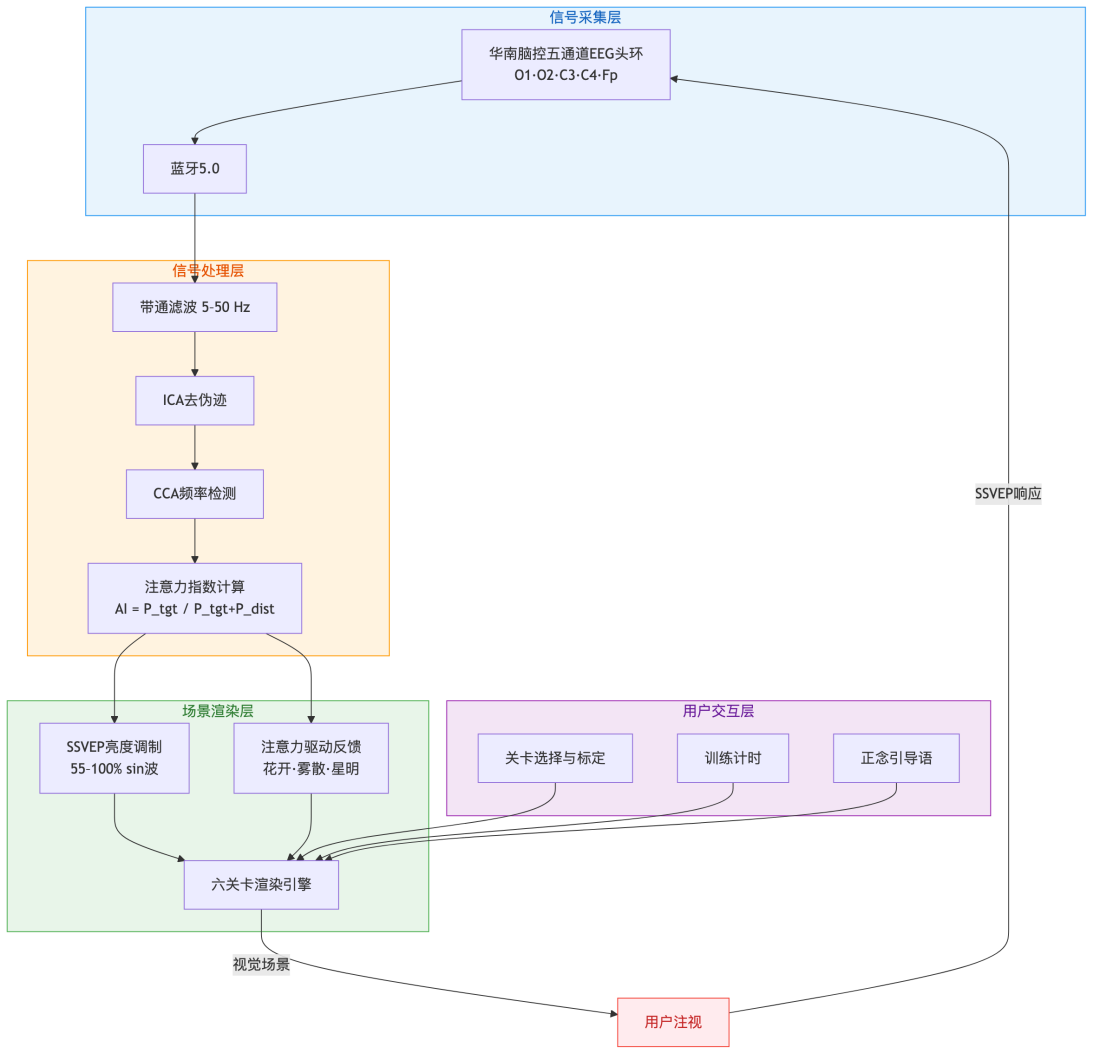 信号采集层
华南脑控五通道EEG头环
O1·O2·C3·C4·Fp
蓝牙5.0
信号处理层
带通滤波 5-50 Hz
ICA去伪迹
CCA频率检测
SSVEP响应
注意力指数计算
AI = P_tgt / P_tgt+P_dist
场景渲染层
用户交互层
SSVEP亮度调制
55-100% sin波
注意力驱动反馈
花开·雾散·星明
关卡选择与标定
训练计时
正念引导语
六关卡渲染引擎
视觉场景
用户注视